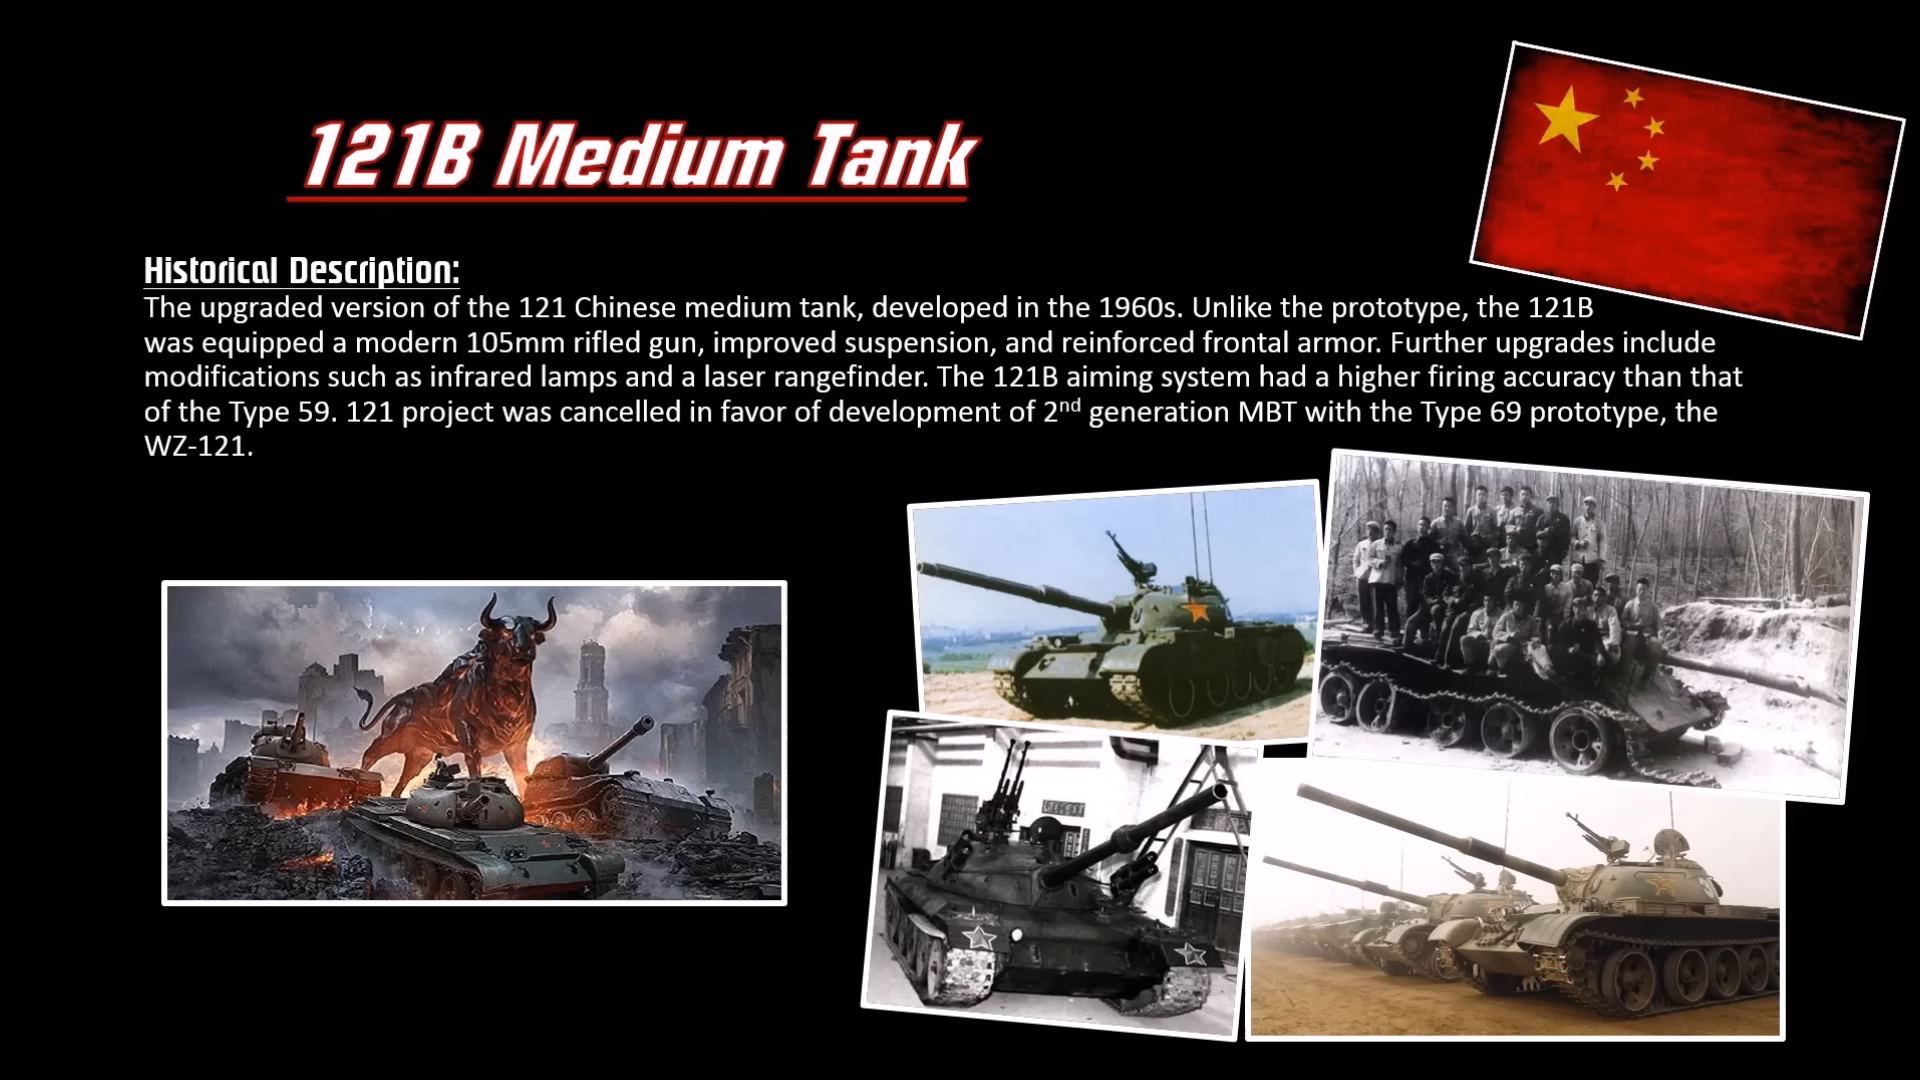 121B Medium Tank
Historical Description:
The upgraded version of the 121 Chinese medium tank, developed in the 1960s. Unlike the prototype, the 121B
was equipped a modern 105mm rifled gun, improved suspension, and reinforced frontal armor. Further upgrades include
modifications such as infrared lamps and a laser rangefinder. The 121B aiming system had a higher firing accuracy than that
of the Type 59. 121 project was cancelled in favor of development of 2nd generation MBT with the Type 69 prototype, the
WZ-121.